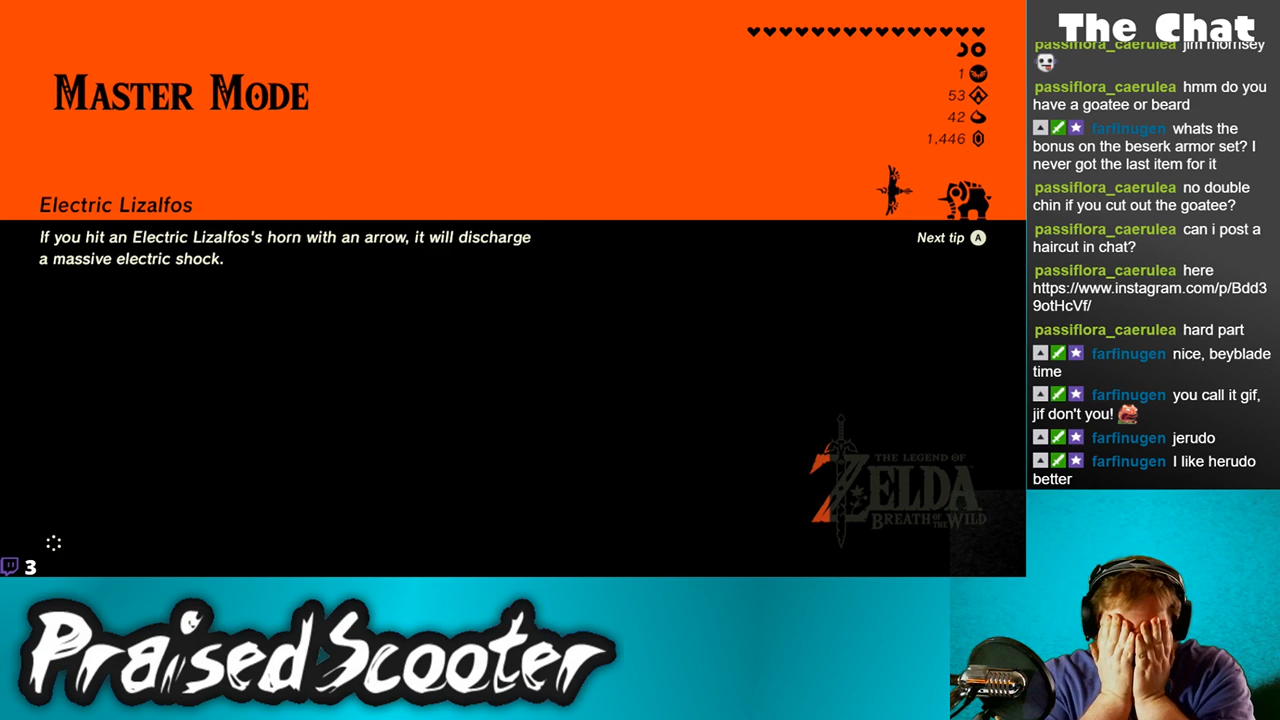 MASTER MODE
1
53
42
1,446
Electric Lizalfos
If you hit an Electric Lizalfos's horn with an arrow, it will discharge
a massive electric shock.
Next tip A
THE LEGEND OF
ZELDA
BREATH OF THE WILD
3
PraisedScooter
The Chat
passiflora_caerulea jim morrisey
passiflora_caerulea hmm do you
have a goatee or beard
farfinugen whats the
bonus on the beserk armor set? I
never got the last item for it
passiflora_caerulea no double
chin if you cut out the goatee?
passiflora_caerulea can i post a
haircut in chat?
passiflora_caerulea here
https://www.instagram.com/p/Bdd3
9otHcVf/
passiflora_caerulea hard part
farfinugen nice, beyblade
time
farfinugen you call it gif,
jif don't you!
farfinugen jerudo
farfinugen I like herudo
better